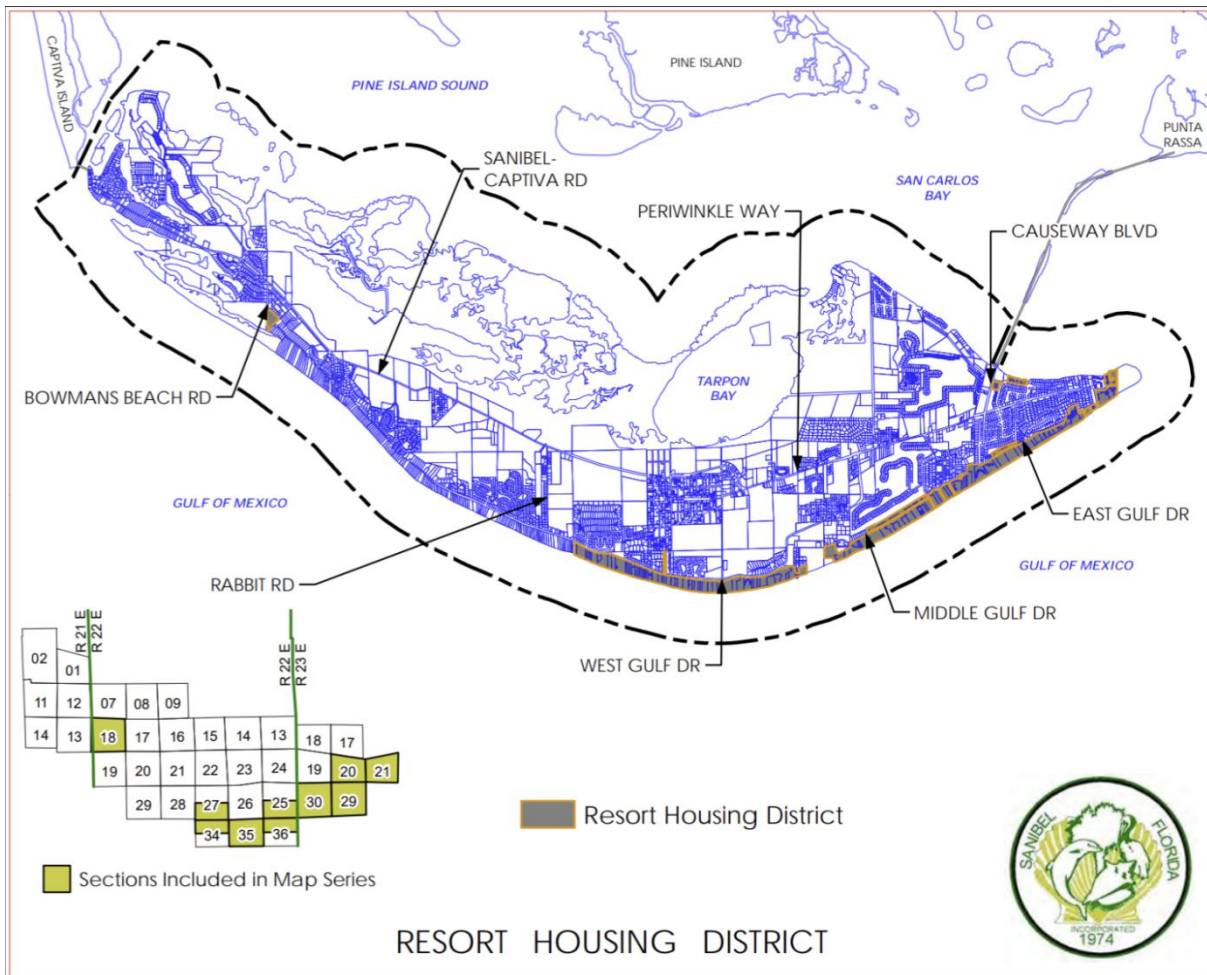 CAPTIVA ISLAND
PINE ISLAND SOUND
PINE ISLAND
PUNTA
RASSA
SANIBEL-
CAPTIVA RD
SAN CARLOS
BAY
PERIWINKLE WAY
CAUSEWAY BLVD
BOWMANS BEACH RD
TARPON
BAY
GULF OF MEXICO
EAST GULF DR
GULF OF MEXICO
RABBIT RD
MIDDLE GULF DR
WEST GULF DR
R 21 E
R 22 E
R 22 E
R 23 E
02
01
11 12 07 08 09
14 13 18 17 16 15 14 13 18 17
19 20 21 22 23 24 19 20 21
29 28 27 26 25 30 29
34 35 36
Resort Housing District
Sections Included in Map Series
SANIBEL FLORIDA
INCORPORATED
1974
RESORT HOUSING DISTRICT